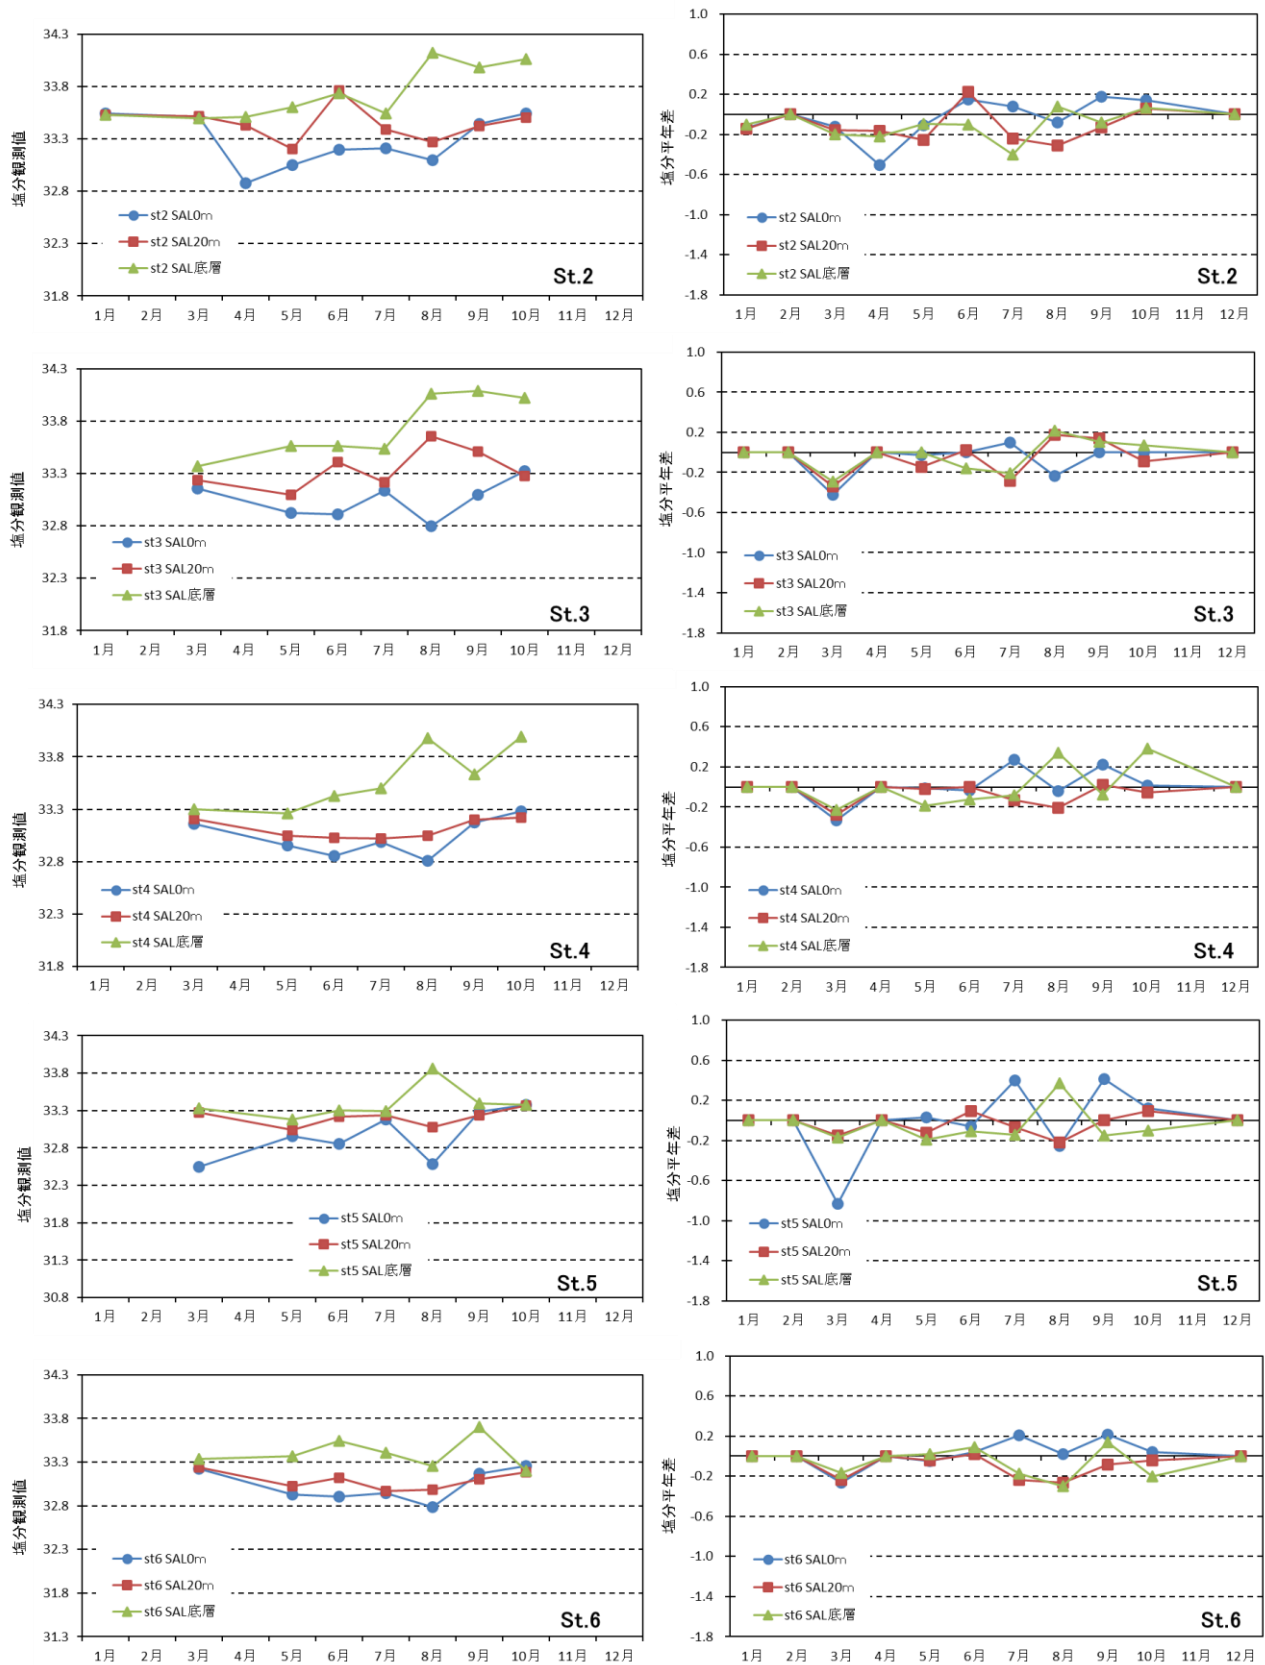 塩分観測値
34.3
33.8
33.3
32.8
32.3
31.8
st2 SAL0m
st2 SAL20m
st2 SAL底層
St.2
1月 2月 3月 4月 5月 6月 7月 8月 9月 10月 11月 12月
塩分平年差
1.0
0.6
0.2
-0.2
-0.6
-1.0
-1.4
-1.8
st2 SAL0m
st2 SAL20m
st2 SAL底層
St.2
1月 2月 3月 4月 5月 6月 7月 8月 9月 10月 11月 12月
塩分観測値
34.3
33.8
33.3
32.8
32.3
31.8
st3 SAL0m
st3 SAL20m
st3 SAL底層
St.3
1月 2月 3月 4月 5月 6月 7月 8月 9月 10月 11月 12月
塩分平年差
1.0
0.6
0.2
-0.2
-0.6
-1.0
-1.4
-1.8
st3 SAL0m
st3 SAL20m
st3 SAL底層
St.3
1月 2月 3月 4月 5月 6月 7月 8月 9月 10月 11月 12月
塩分観測値
34.3
33.8
33.3
32.8
32.3
31.8
st4 SAL0m
st4 SAL20m
st4 SAL底層
St.4
1月 2月 3月 4月 5月 6月 7月 8月 9月 10月 11月 12月
塩分平年差
1.0
0.6
0.2
-0.2
-0.6
-1.0
-1.4
-1.8
st4 SAL0m
st4 SAL20m
st4 SAL底層
St.4
1月 2月 3月 4月 5月 6月 7月 8月 9月 10月 11月 12月
塩分観測値
34.3
33.8
33.3
32.8
32.3
31.8
31.3
30.8
st5 SAL0m
st5 SAL20m
st5 SAL底層
St.5
1月 2月 3月 4月 5月 6月 7月 8月 9月 10月 11月 12月
塩分平年差
1.0
0.6
0.2
-0.2
-0.6
-1.0
-1.4
-1.8
st5 SAL0m
st5 SAL20m
st5 SAL底層
St.5
1月 2月 3月 4月 5月 6月 7月 8月 9月 10月 11月 12月
塩分観測値
34.3
33.8
33.3
32.8
32.3
31.8
31.3
st6 SAL0m
st6 SAL20m
st6 SAL底層
St.6
1月 2月 3月 4月 5月 6月 7月 8月 9月 10月 11月 12月
塩分平年差
1.0
0.6
0.2
-0.2
-0.6
-1.0
-1.4
-1.8
st6 SAL0m
st6 SAL20m
st6 SAL底層
St.6
1月 2月 3月 4月 5月 6月 7月 8月 9月 10月 11月 12月